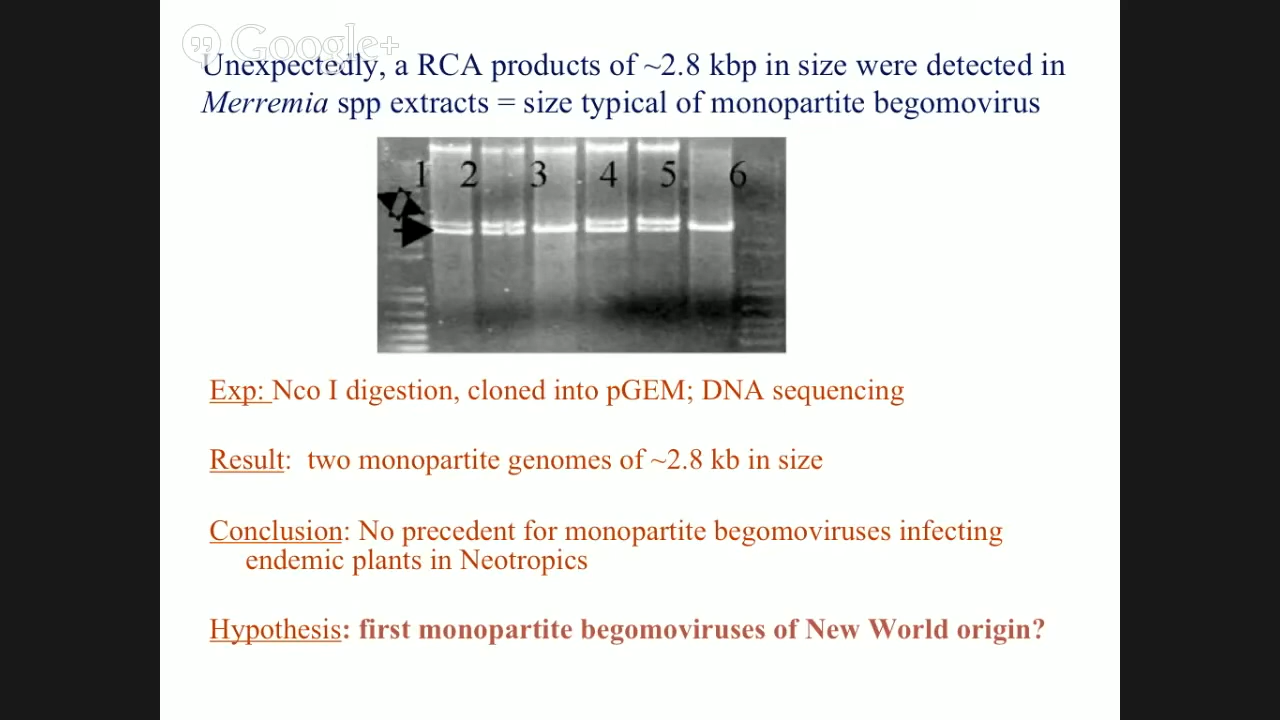 Google+
Unexpectedly, a RCA products of ~2.8 kbp in size were detected in
Merremia spp extracts = size typical of monopartite begomovirus
1 2 3 4 5 6
Exp: Nco I digestion, cloned into pGEM; DNA sequencing
Result: two monopartite genomes of ~2.8 kb in size
Conclusion: No precedent for monopartite begomoviruses infecting
endemic plants in Neotropics
Hypothesis: first monopartite begomoviruses of New World origin?